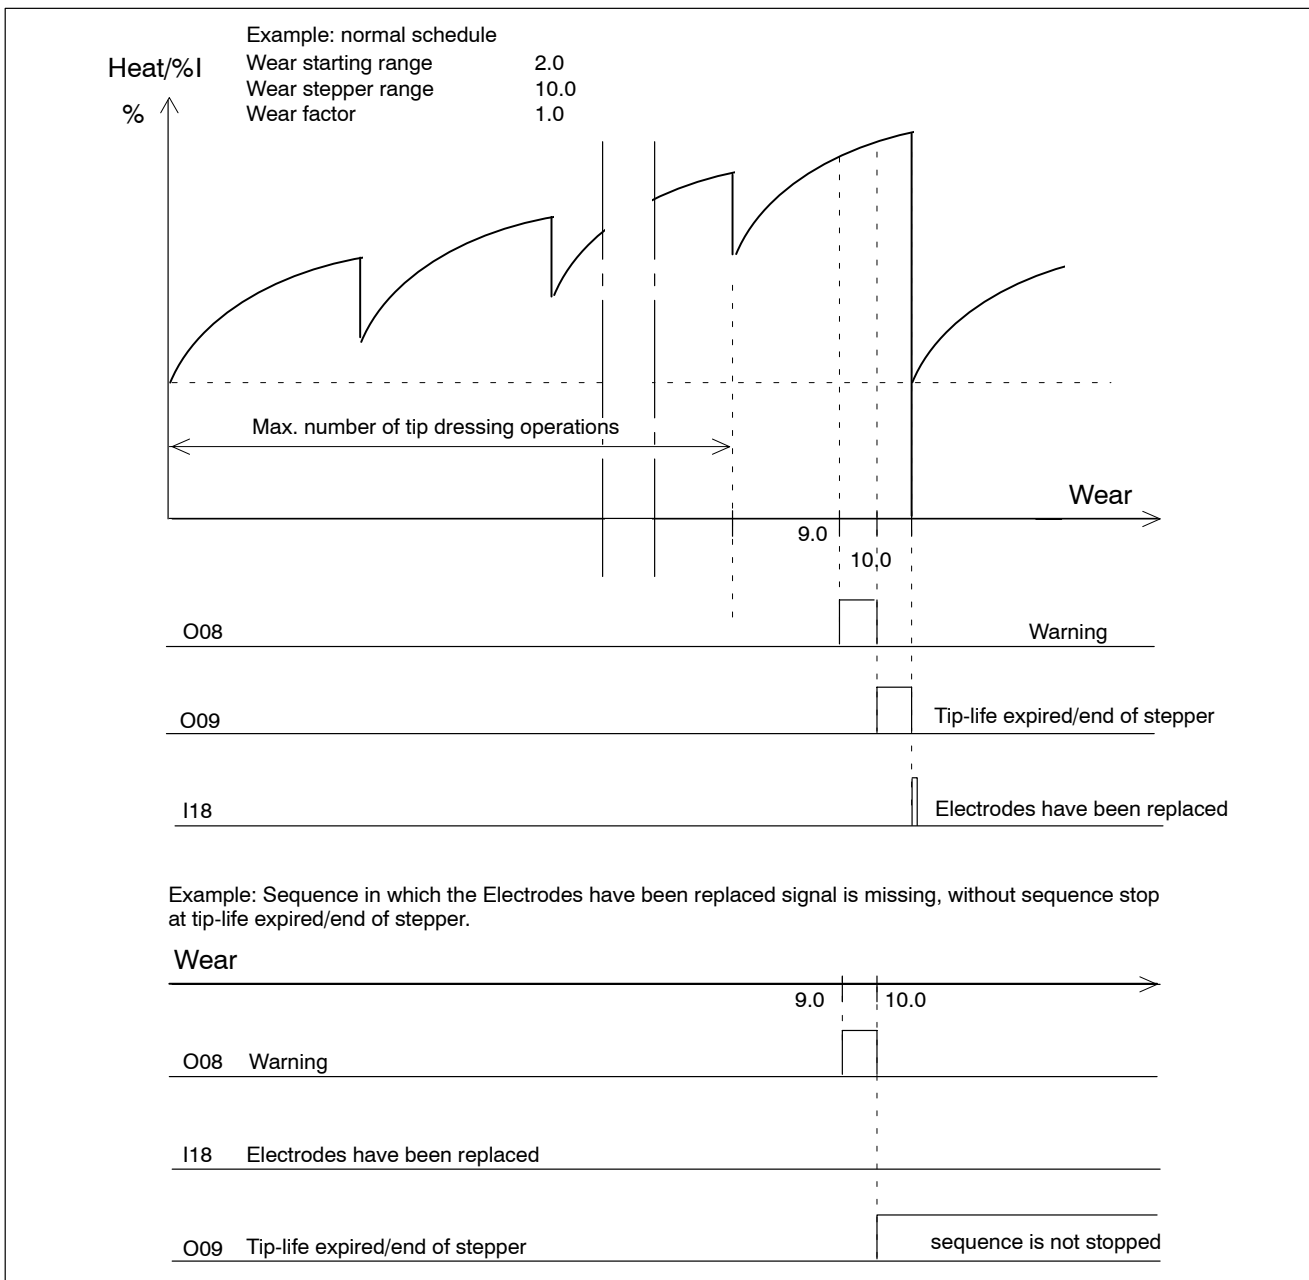 Example: normal schedule
Heat/%I
Wear starting range 2.0
Wear stepper range 10.0
% Wear factor 1.0
Max. number of tip dressing operations
Wear
9.0
10.0
O08 Warning
O09 Tip-life expired/end of stepper
I18 Electrodes have been replaced
Example: Sequence in which the Electrodes have been replaced signal is missing, without sequence stop
at tip-life expired/end of stepper.
Wear
9.0 10.0
O08 Warning
I18 Electrodes have been replaced
O09 Tip-life expired/end of stepper sequence is not stopped